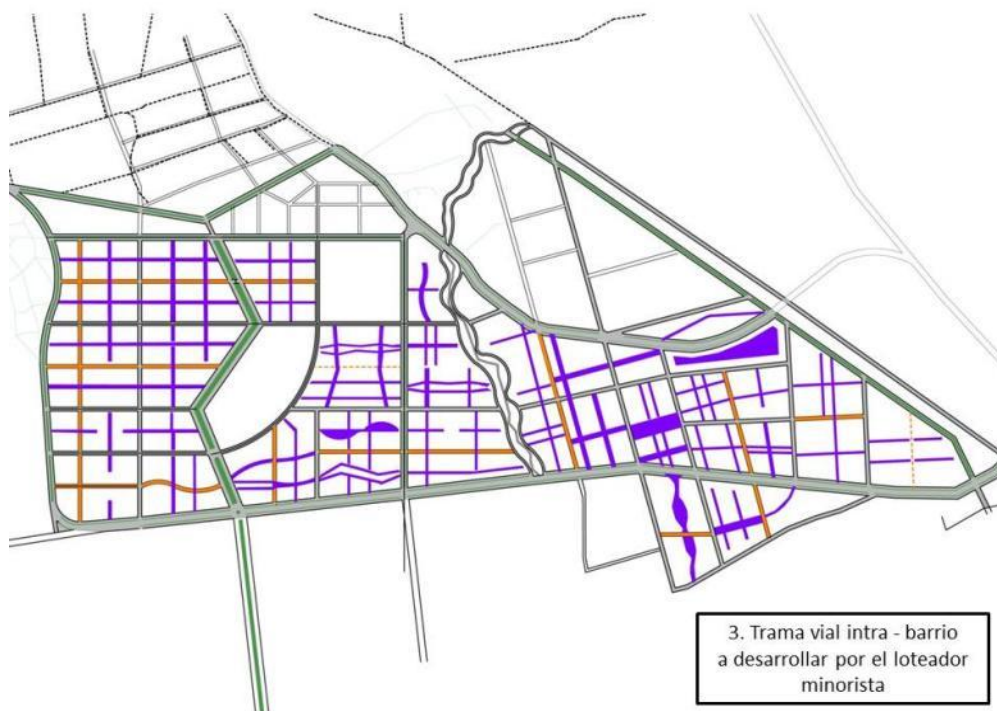 3. Trama vial intra - barrio
a desarrollar por el loteador
minorista